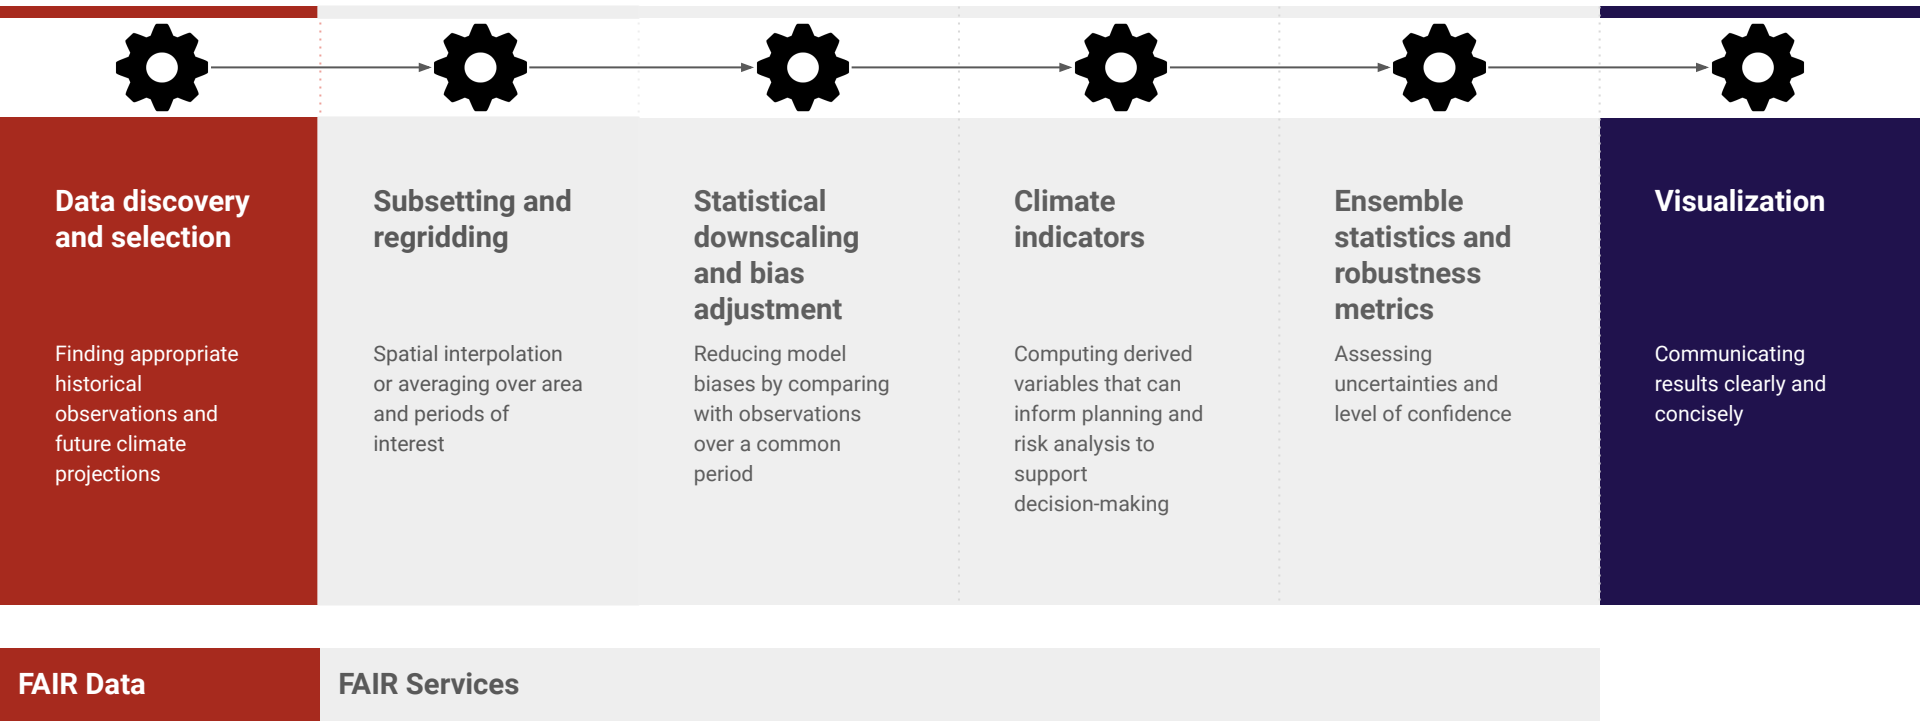 Data discovery
and selection
Finding appropriate
historical
observations and
future climate
projections
Subsetting and
regridding
Spatial interpolation
or averaging over area
and periods of
interest
Statistical
downscaling
and bias
adjustment
Reducing model
biases by comparing
with observations
over a common
period
Climate
indicators
Computing derived
variables that can
inform planning and
risk analysis to
support
decision-making
Ensemble
statistics and
robustness
metrics
Assessing
uncertainties and
level of confidence
Visualization
Communicating
results clearly and
concisely
FAIR Data
FAIR Services